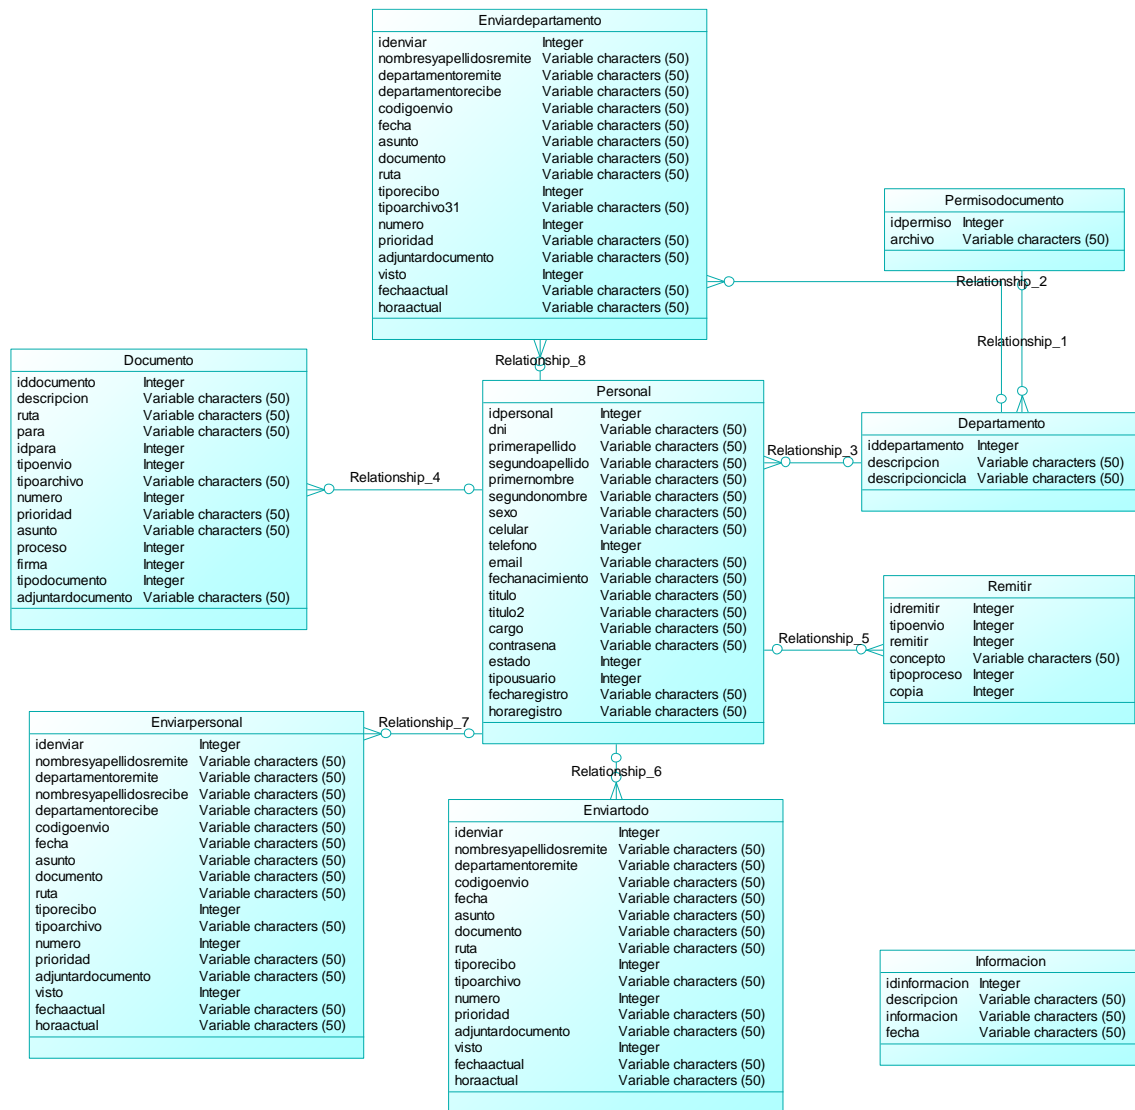 Enviardepartamento
idenviar Integer
nombresyapellidosremite Variable characters (50)
departamentoremite Variable characters (50)
departamentorecibe Variable characters (50)
codigoenvio Variable characters (50)
fecha Variable characters (50)
asunto Variable characters (50)
documento Variable characters (50)
ruta Variable characters (50)
tiporecibo Integer
tipoarchivo31 Variable characters (50)
numero Integer
prioridad Variable characters (50)
adjuntardocumento Variable characters (50)
visto Integer
fechaactual Variable characters (50)
horaactual Variable characters (50)
Permisodocumento
idpermiso Integer
archivo Variable characters (50)
Relationship_2
Relationship_1
Relationship_8
Documento
iddocumento Integer
descripcion Variable characters (50)
ruta Variable characters (50)
para Variable characters (50)
idpara Integer
tipoenvio Integer
tipoarchivo Variable characters (50)
numero Integer
prioridad Variable characters (50)
asunto Variable characters (50)
proceso Integer
firma Integer
tipodocumento Integer
adjuntardocumento Variable characters (50)
Relationship_4
Personal
idpersonal Integer
dni Variable characters (50)
primerapellido Variable characters (50)
segundoapellido Variable characters (50)
primernombre Variable characters (50)
segundonombre Variable characters (50)
sexo Variable characters (50)
celular Variable characters (50)
telefono Integer
email Variable characters (50)
fechanacimiento Variable characters (50)
titulo Variable characters (50)
titulo2 Variable characters (50)
cargo Variable characters (50)
contrasena Variable characters (50)
estado Integer
tipousuario Integer
fecharegistro Variable characters (50)
horaregistro Variable characters (50)
Relationship_3
Departamento
iddepartamento Integer
descripcion Variable characters (50)
descripcioncicla Variable characters (50)
Relationship_5
Remitir
idremitir Integer
tipoenvio Integer
remitir Integer
concepto Variable characters (50)
tipoproceso Integer
copia Integer
Relationship_7
Enviarpersonal
idenviar Integer
nombresyapellidosremite Variable characters (50)
departamentoremite Variable characters (50)
nombresyapellidosrecibe Variable characters (50)
departamentorecibe Variable characters (50)
codigoenvio Variable characters (50)
fecha Variable characters (50)
asunto Variable characters (50)
documento Variable characters (50)
ruta Variable characters (50)
tiporecibo Integer
tipoarchivo Variable characters (50)
numero Integer
prioridad Variable characters (50)
adjuntardocumento Variable characters (50)
visto Integer
fechaactual Variable characters (50)
horaactual Variable characters (50)
Relationship_6
Enviartodo
idenviar Integer
nombresyapellidosremite Variable characters (50)
departamentoremite Variable characters (50)
codigoenvio Variable characters (50)
fecha Variable characters (50)
asunto Variable characters (50)
documento Variable characters (50)
ruta Variable characters (50)
tiporecibo Integer
tipoarchivo Variable characters (50)
numero Integer
prioridad Variable characters (50)
adjuntardocumento Variable characters (50)
visto Integer
fechaactual Variable characters (50)
horaactual Variable characters (50)
Informacion
idinformacion Integer
descripcion Variable characters (50)
informacion Variable characters (50)
fecha Variable characters (50)